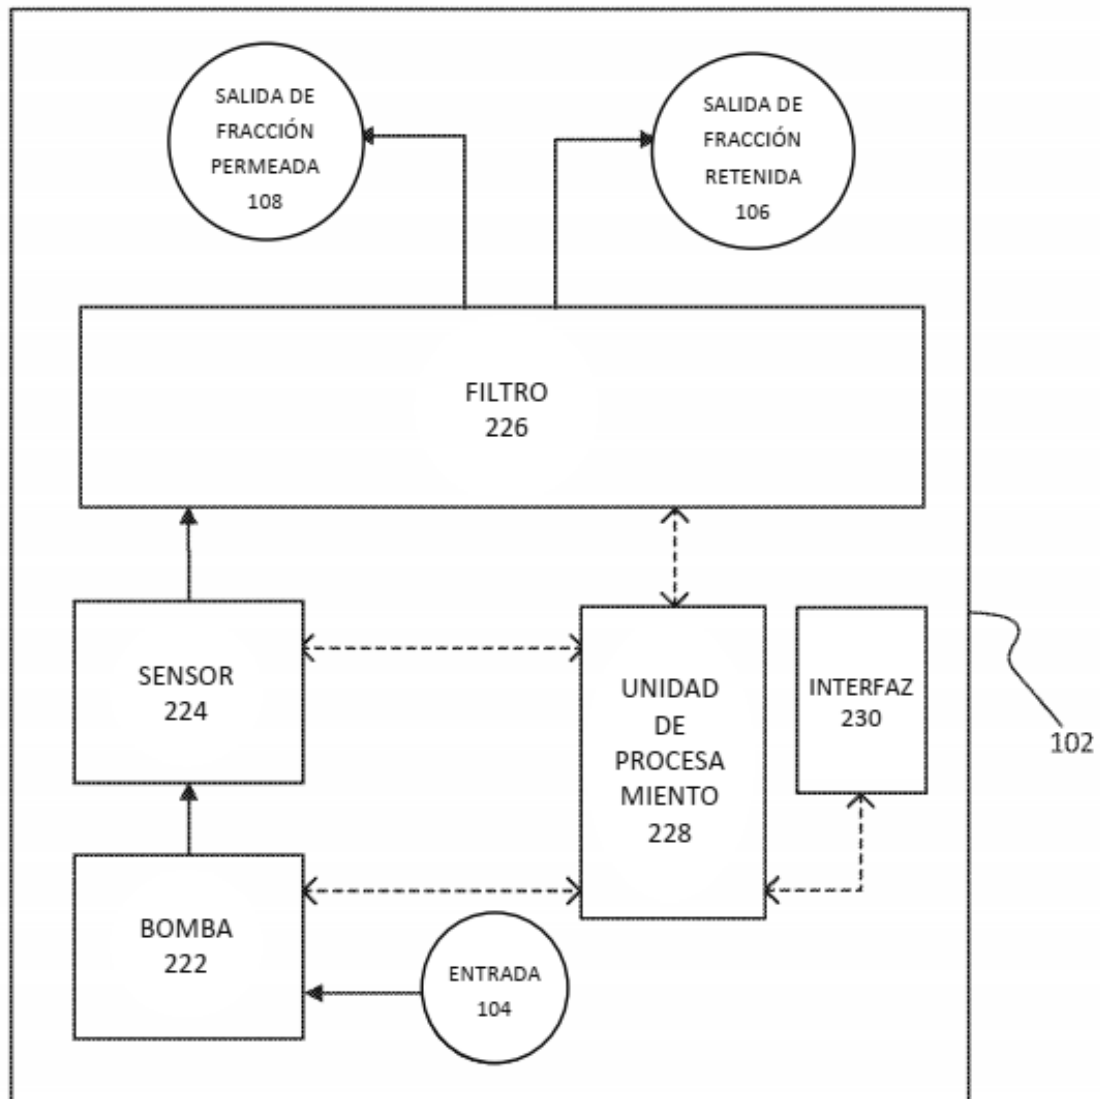 SALIDA DE
FRACCIÓN
PERMEADA
108
SALIDA DE
FRACCIÓN
RETENIDA
106
FILTRO
226
SENSOR
224
UNIDAD
DE
PROCESA
MIENTO
228
INTERFAZ
230
102
BOMBA
222
ENTRADA
104